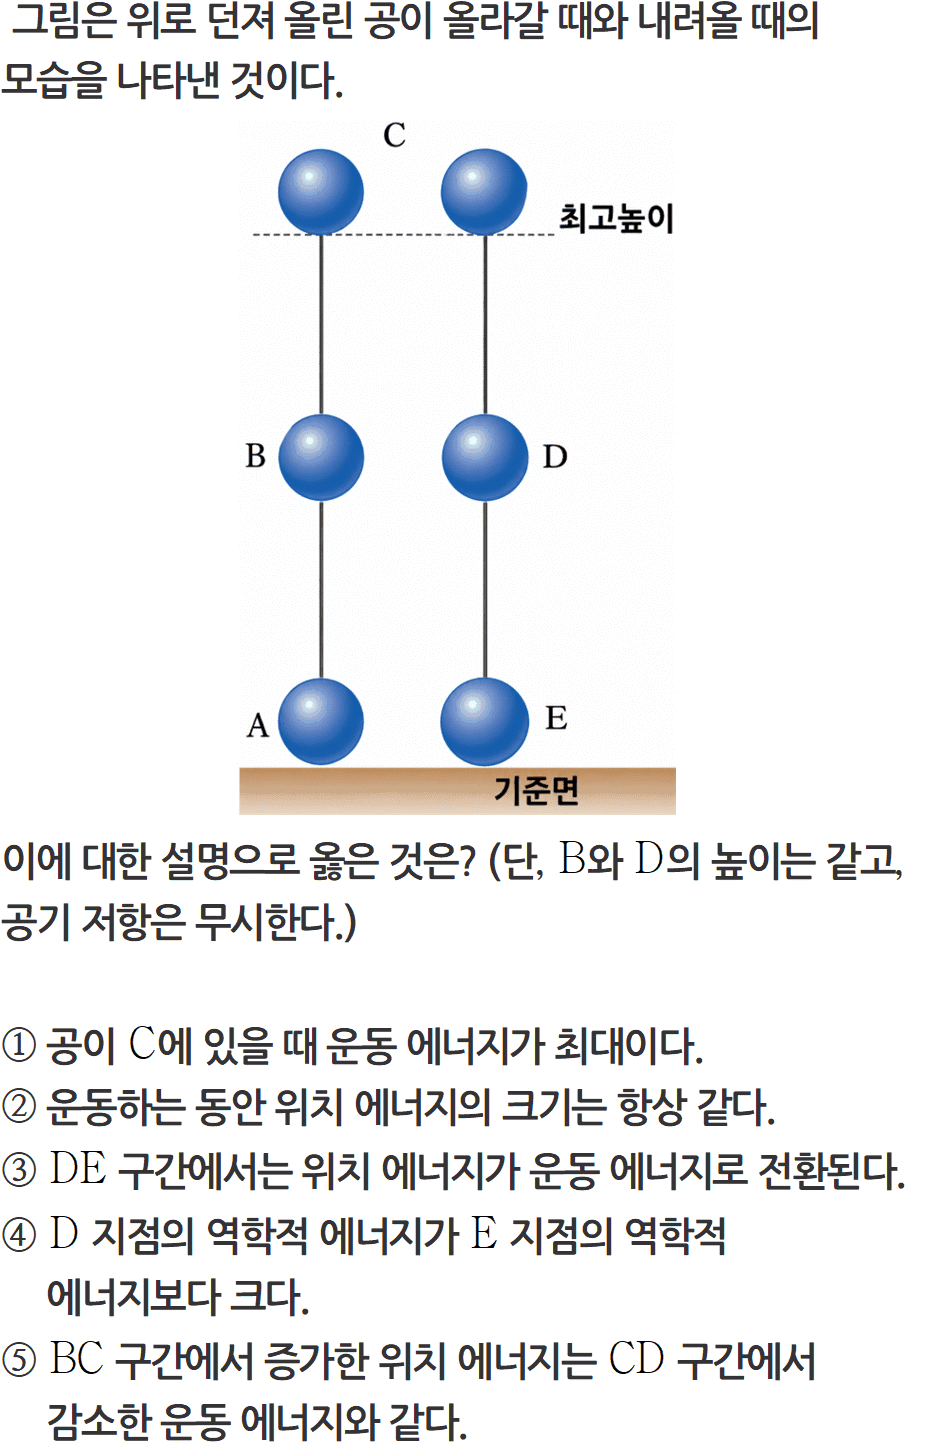 그림은 위로 던져 올린 공이 올라갈 때와 내려올 때의
모습을 나타낸 것이다.
C
최고높이
B
D
A
E
기준면
이에 대한 설명으로 옳은 것은? (단, B와 D의 높이는 같고,
공기 저항은 무시한다.)
① 공이 C에 있을 때 운동 에너지가 최대이다.
② 운동하는 동안 위치 에너지의 크기는 항상 같다.
③ DE 구간에서는 위치 에너지가 운동 에너지로 전환된다.
④ D 지점의 역학적 에너지가 E 지점의 역학적
에너지보다 크다.
⑤ BC 구간에서 증가한 위치 에너지는 CD 구간에서
감소한 운동 에너지와 같다.